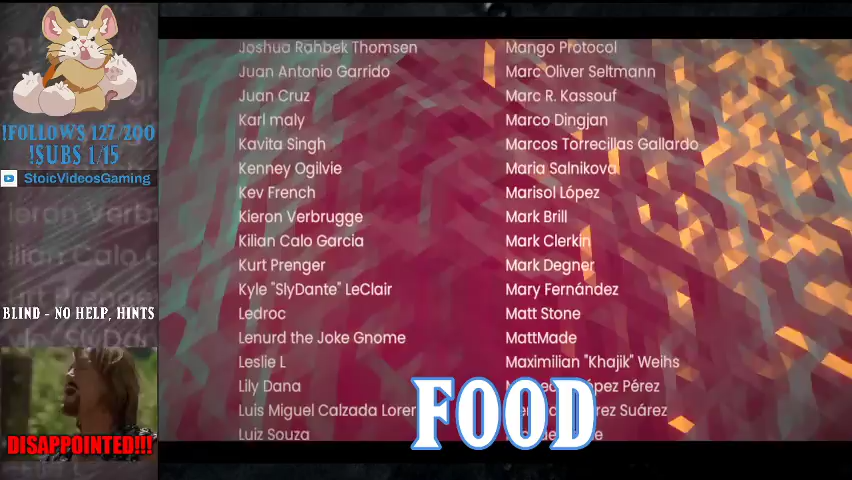 !FOLLOWS 127/200
!SUBS 1/15
StoicVideosGaming
BLIND - NO HELP, HINTS
DISAPPOINTED!!!
Joshua Rahbek Thomsen
Juan Antonio Garrido
Juan Cruz
Karl maly
Kavita Singh
Kenney Ogilvie
Kev French
Kieron Verbrugge
Kilian Calo Garcia
Kurt Prenger
Kyle "SlyDante" LeClair
Ledroc
Lenurd the Joke Gnome
Leslie L
Lily Dana
Luis Miguel Calzada
Luiz Souza
Mango Protocol
Marc Oliver Seltmann
Marc R. Kassouf
Marco Dingjan
Marcos Torrecillas Gallardo
Maria Salnikova
Marisol López
Mark Brill
Mark Clerkin
Mark Degner
Mary Fernández
Matt Stone
MattMade
Maximilian "Khajik" Weihs
Pérez
Suárez
FOOD